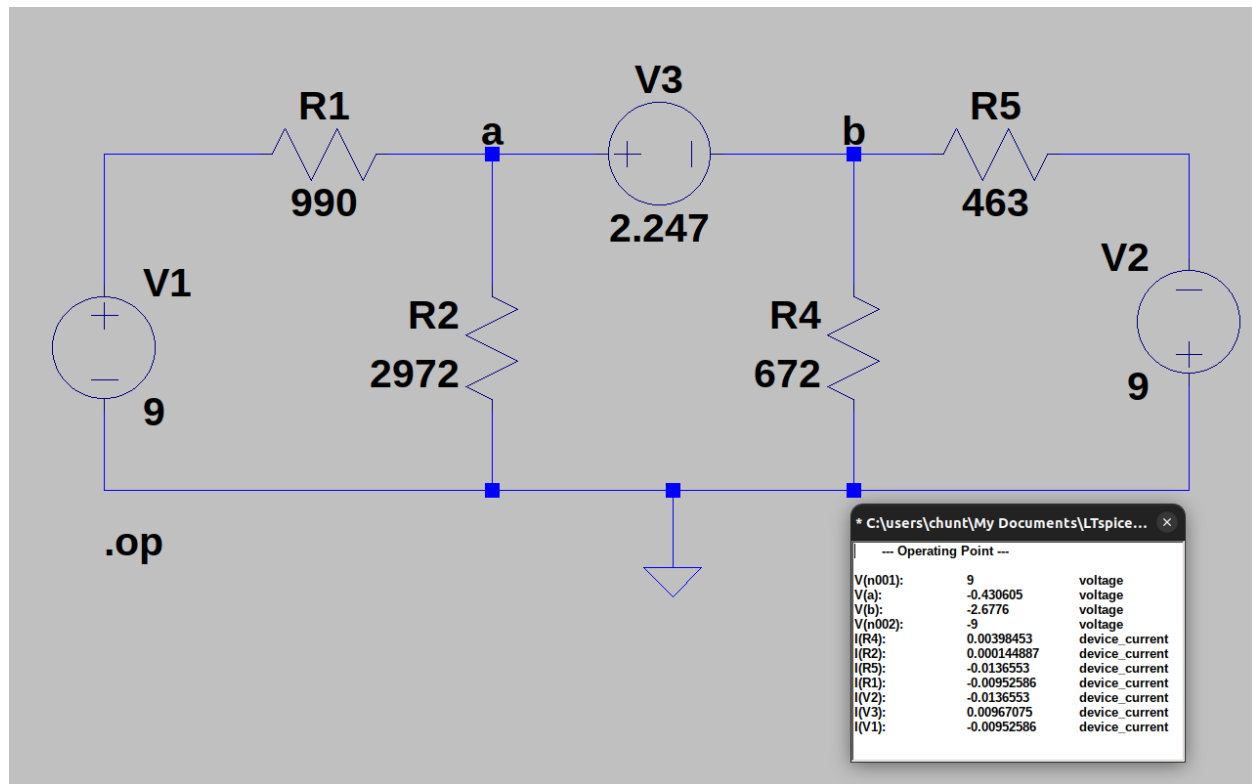 V3
R1
a
b
R5
990
2.247
463
V1
V2
R2
R4
2972
672
9
9
.op
* C:\users\chunt\My Documents\LTspice...
--- Operating Point ---
V(n001): 9 voltage
V(a): -0.430605 voltage
V(b): -2.6776 voltage
V(n002): -9 voltage
I(R4): 0.00398453 device_current
I(R2): 0.000144887 device_current
I(R5): -0.0136553 device_current
I(R1): -0.00952586 device_current
I(V2): -0.0136553 device_current
I(V3): 0.00967075 device_current
I(V1): -0.00952586 device_current